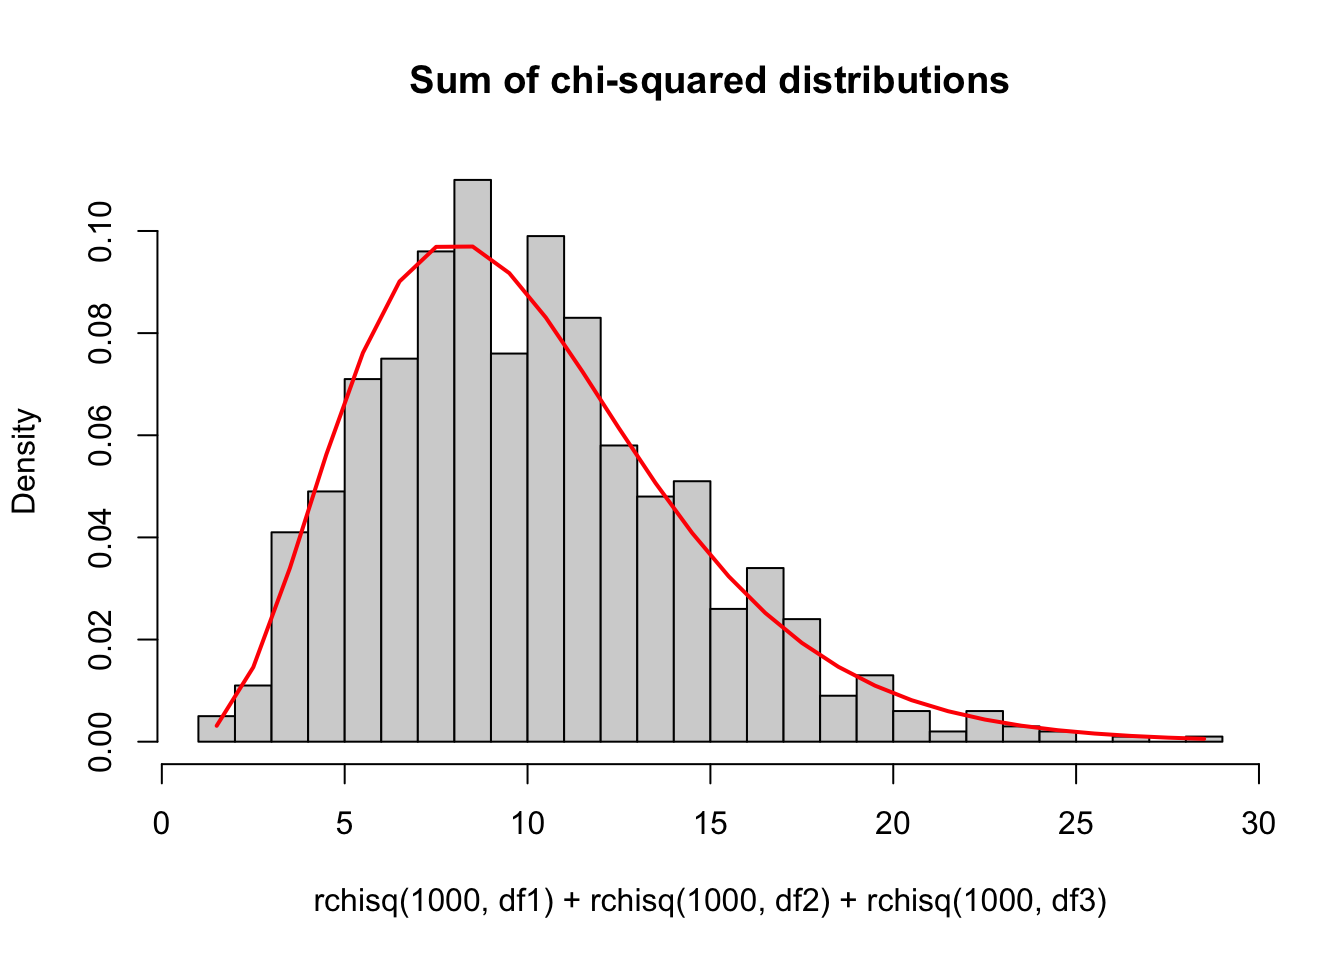 Sum of chi-squared distributions
Density
0.10
0.08
0.06
0.04
0.02
0.00
0 5 10 15 20 25 30
rchisq(1000, df1) + rchisq(1000, df2) + rchisq(1000, df3)